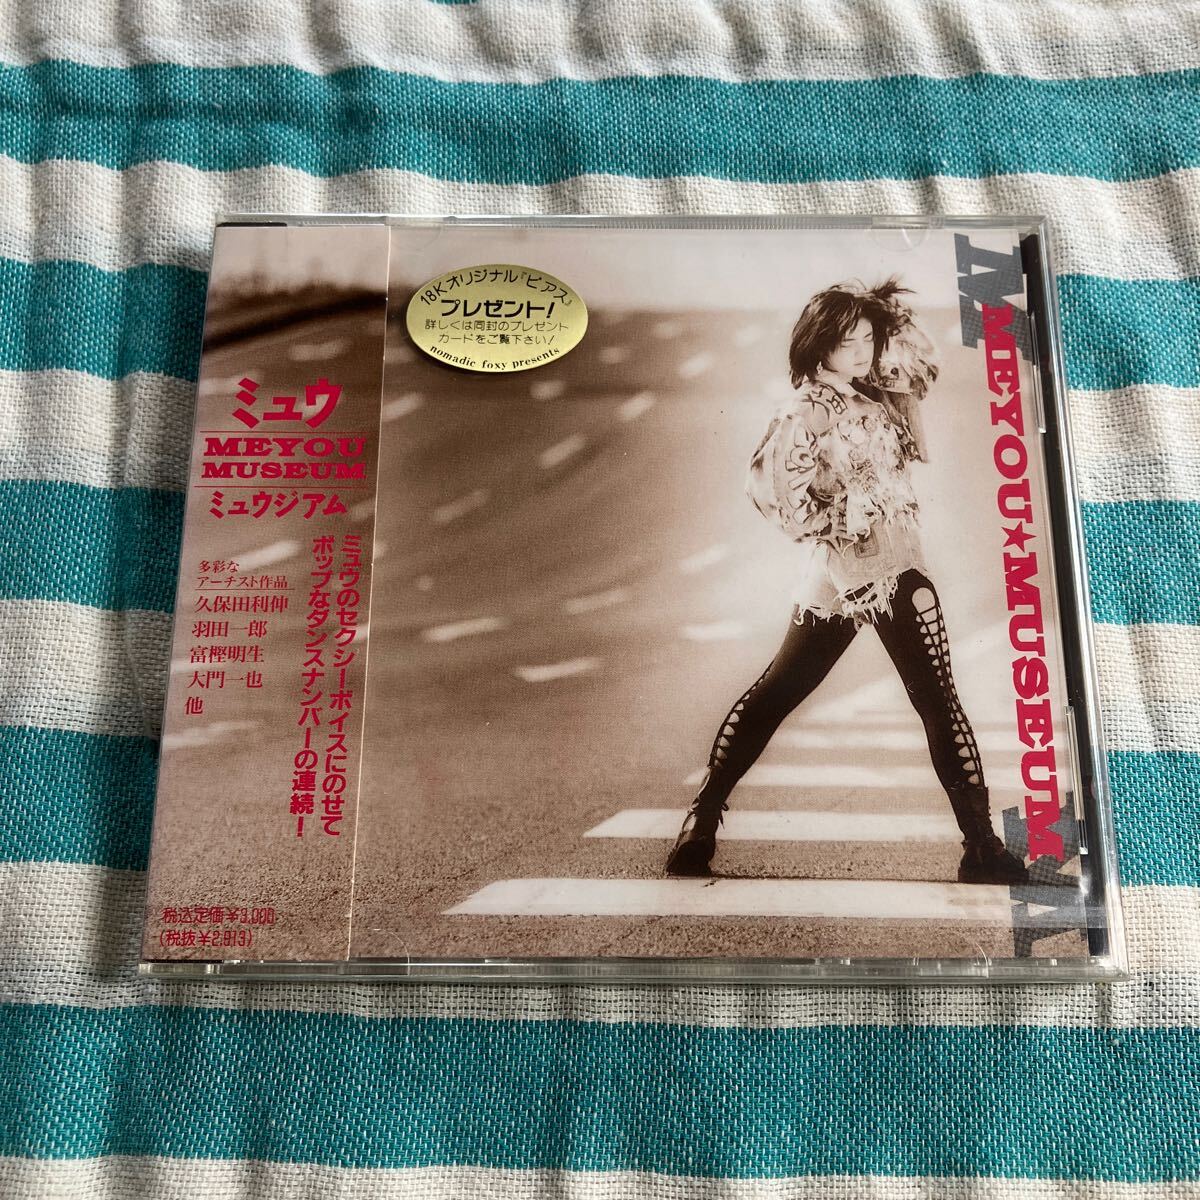 ミュウ
MEYOU
MUSEUM
ミュウジアム
ミュウのセクシーボイスにのせて
ポップなダンスナンバーの連続！
多彩な
アーチスト作品
久保田利伸
羽田一郎
富樫明生
大門一也
他
税込定価¥3,000
(税抜¥2,913)
18Kオリジナル『ピアス』
プレゼント！
詳しくは同封のプレゼント
カードをご覧下さい！
nomadic foxy presents
MEYOU★MUSEUM